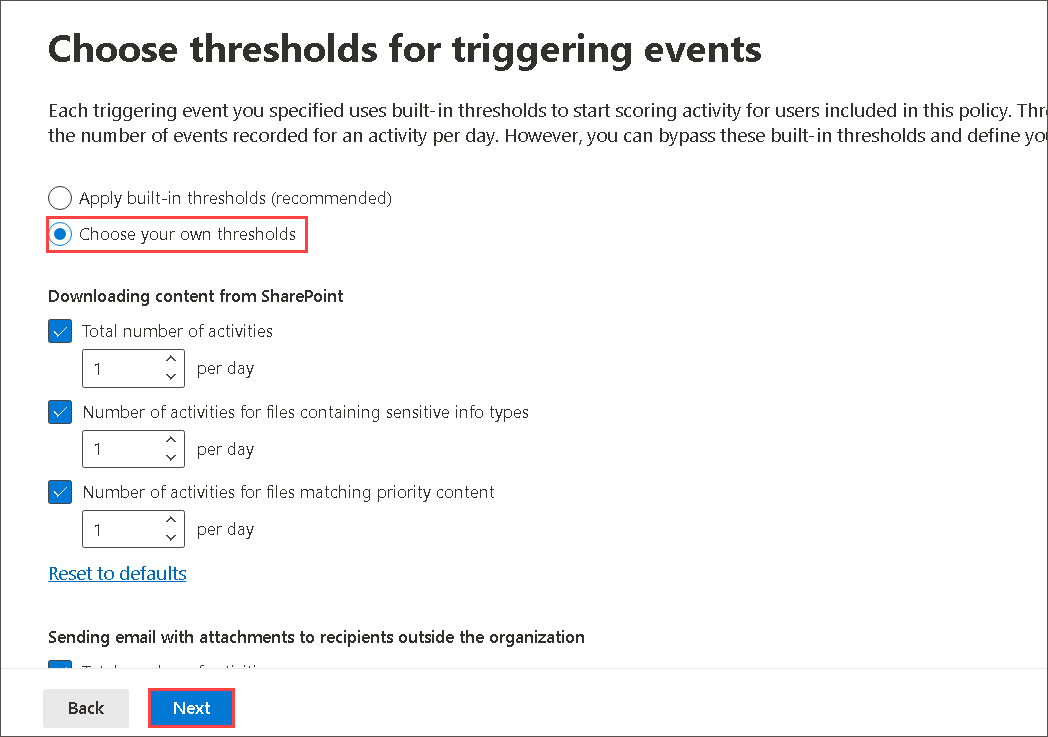 Choose thresholds for triggering events
Each triggering event you specified uses built-in thresholds to start scoring activity for users included in this policy.
the number of events recorded for an activity per day. However, you can bypass these built-in thresholds and define
Apply built-in thresholds (recommended)
Choose your own thresholds
Downloading content from SharePoint
Total number of activities
1 per day
Number of activities for files containing sensitive info types
1 per day
Number of activities for files matching priority content
1 per day
Reset to defaults
Sending email with attachments to recipients outside the organization
Back Next